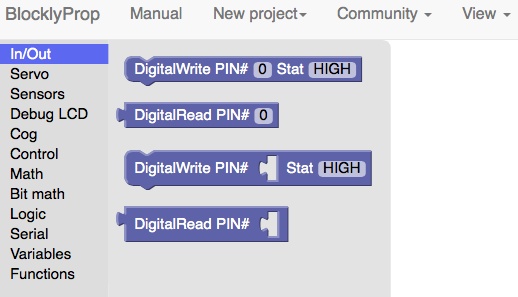 BlocklyProp Manual New project Community View
In/Out
Servo
Sensors
Debug LCD
Cog
Control
Math
Bit math
Logic
Serial
Variables
Functions
DigitalWrite PIN# 0 Stat HIGH
DigitalRead PIN# 0
DigitalWrite PIN# Stat HIGH
DigitalRead PIN#